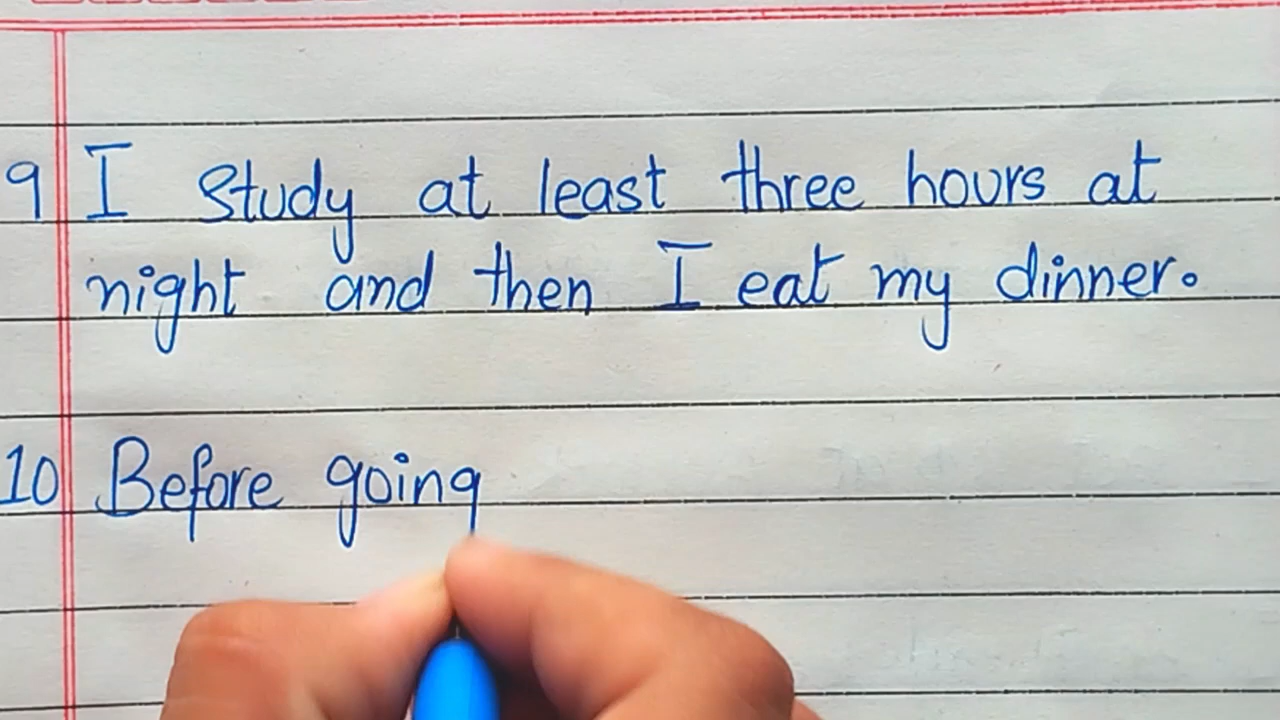 9 I study at least three hours at
night and then I eat my dinner.
10 Before going